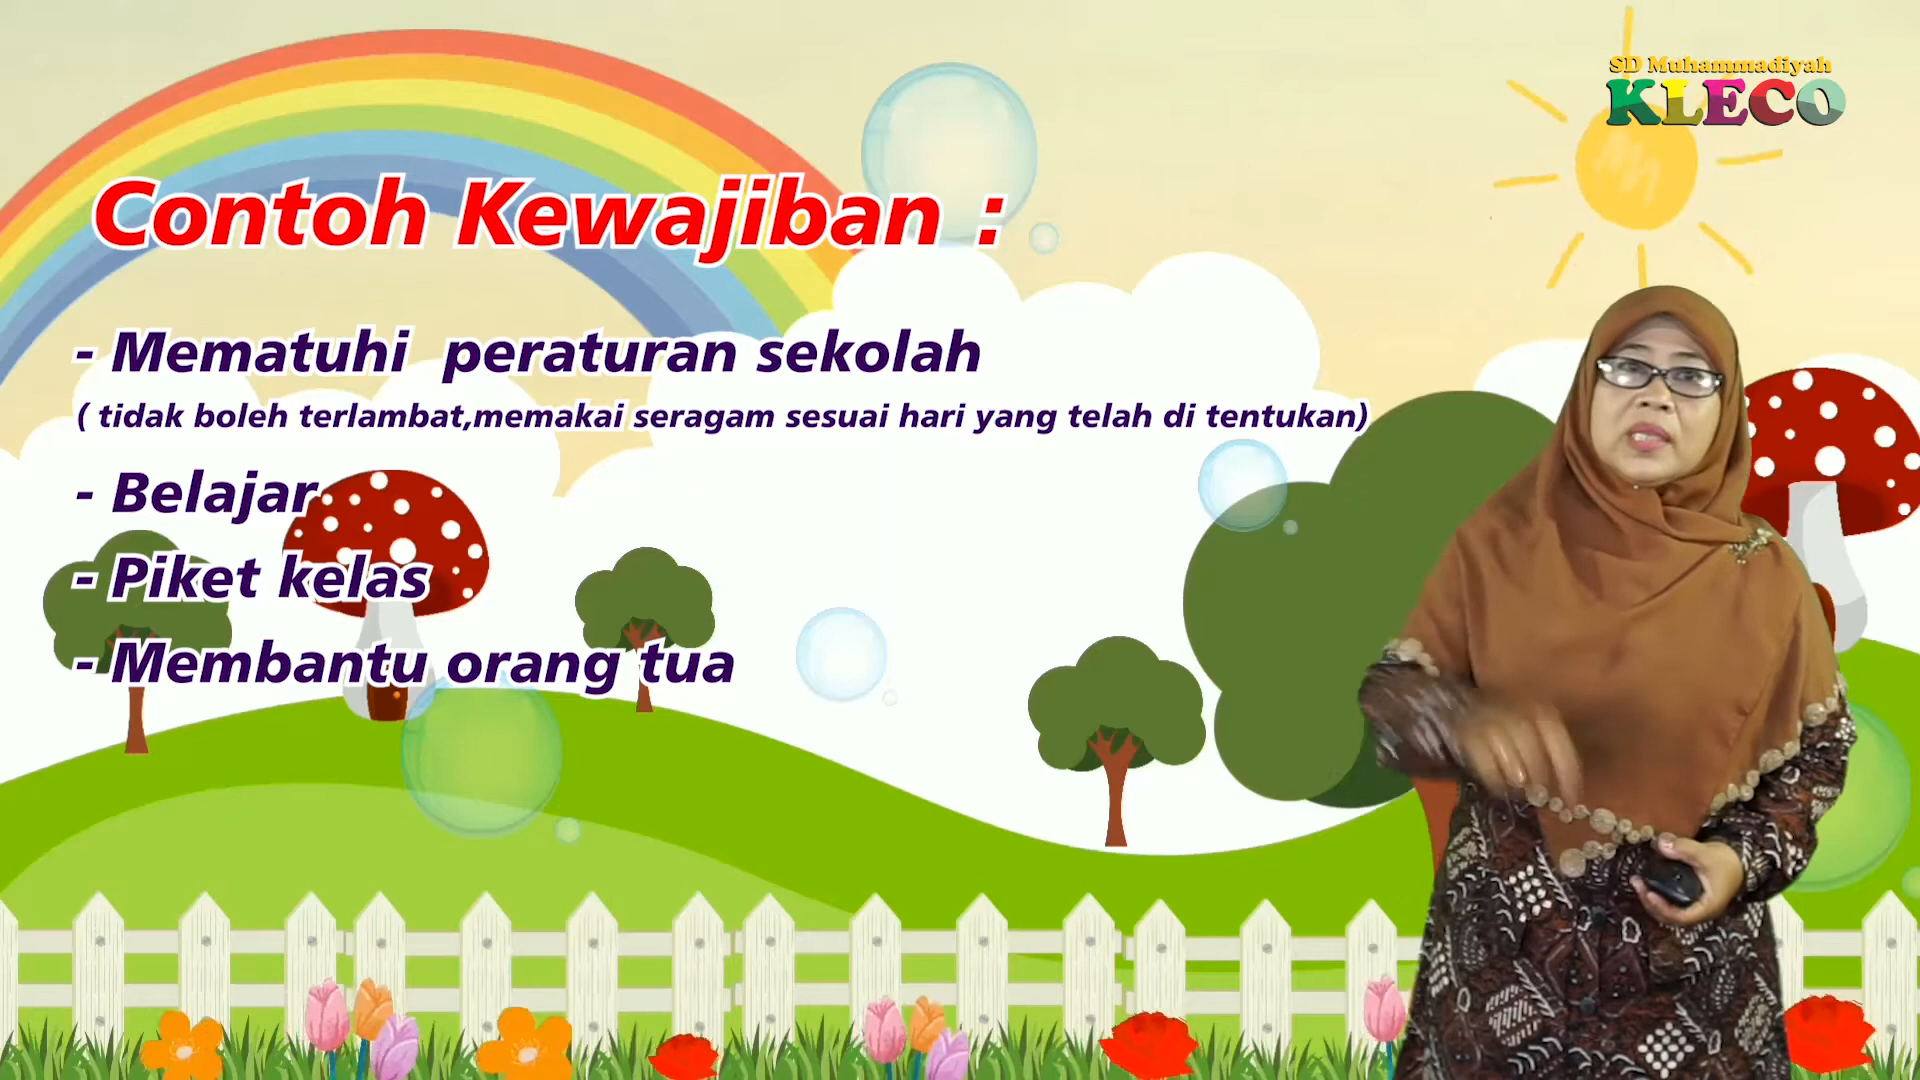 SD Muhammadiyah
KLECO
Contoh Kewajiban :
- Mematuhi peraturan sekolah
( tidak boleh terlambat,memakai seragam sesuai hari yang telah di tentukan)
- Belajar
- Piket kelas
- Membantu orang tua